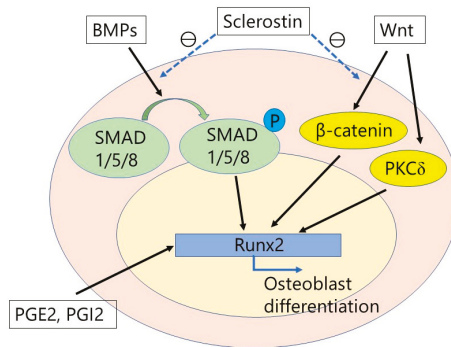 Sclerostin
BMPs
Wnt
⊖
⊖
P
SMAD
1/5/8
SMAD
1/5/8
β-catenin
PKCδ
Runx2
Osteoblast
differentiation
PGE2, PGI2